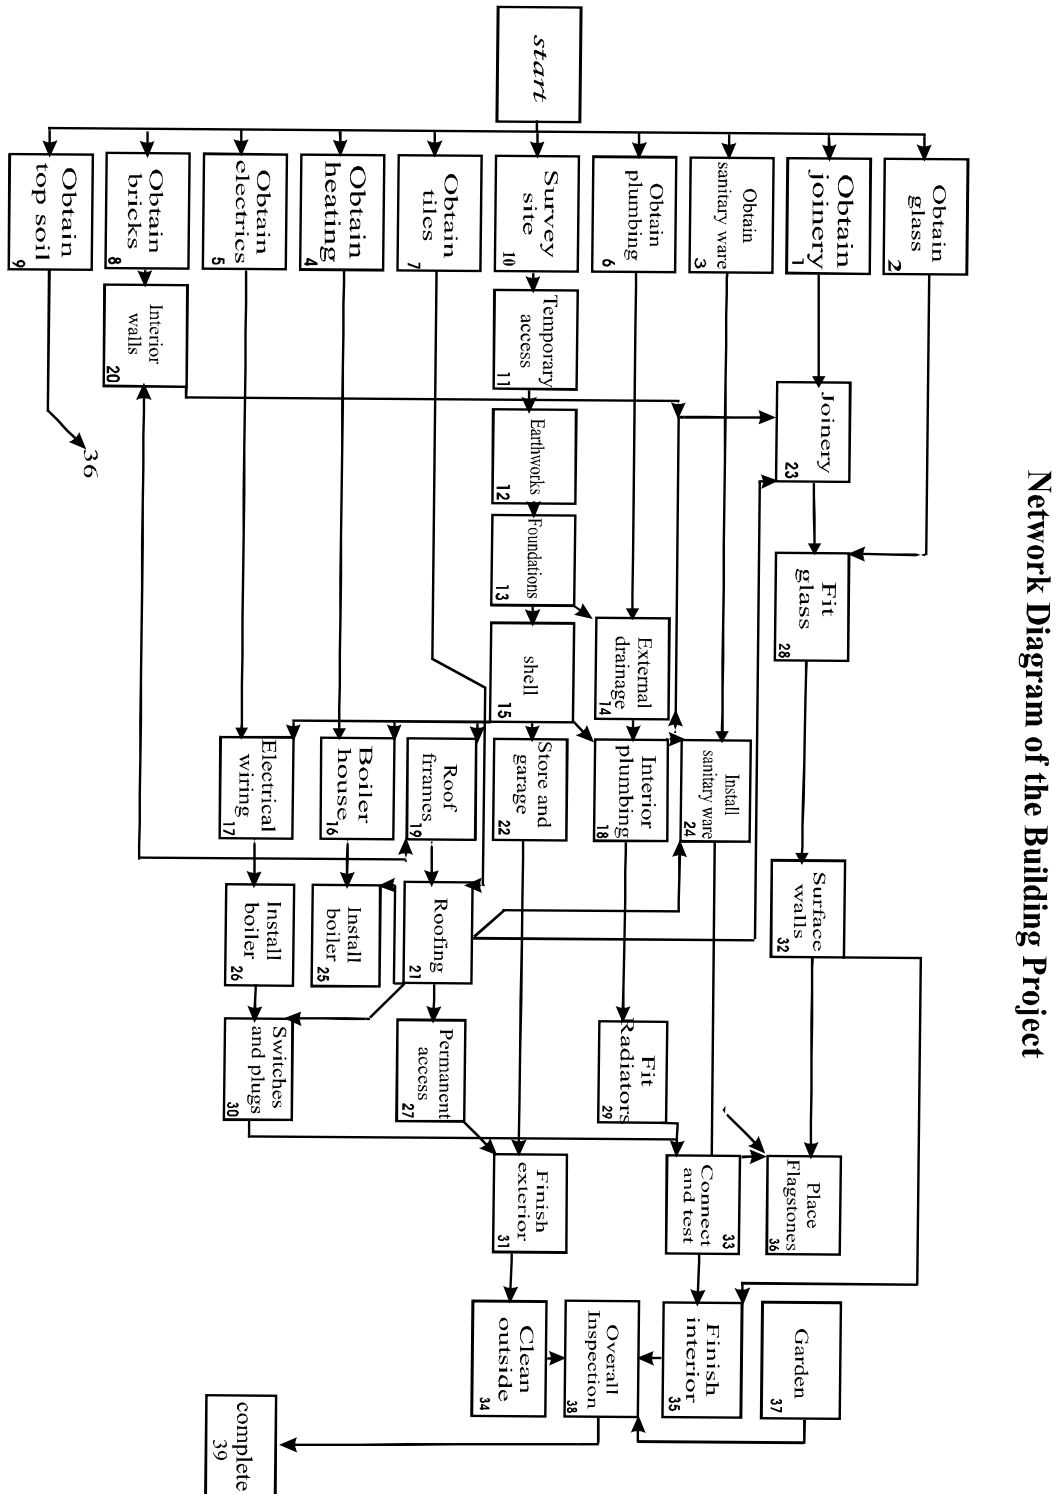 Network Diagram of the Building Project
start
Obtain
glass
2
Obtain
joinery
1
Obtain
sanitary ware
3
Obtain
plumbing
6
Survey
site
10
Obtain
tiles
7
Obtain
heating
4
Obtain
electrics
5
Obtain
bricks
8
Obtain
top soil
9
Temporary
access
11
Interior
walls
20
Joinery
23
Earthworks
12
36
Foundations
13
Fit
glass
28
External
drainage
14
shell
15
Install
sanitary ware
24
Interior
plumbing
18
Store and
garage
22
Roof
frrames
19
Boiler
house
16
Electrical
wiring
17
Surface
walls
32
Roofing
21
Install
boiler
25
Install
boiler
26
Fit
Radiators
29
Permanent
access
27
Switches
and plugs
30
Place
Flagstones
36
Connect
and test
33
Finish
exterior
31
Garden
37
Finish
interior
35
Overall
Inspection
38
Clean
outside
34
complete
39